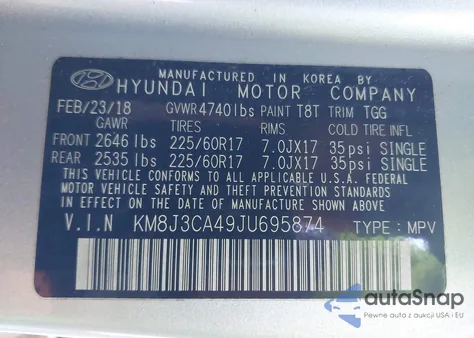 MANUFACTURED IN KOREA BY
HYUNDAI MOTOR COMPANY
FEB/23/18 GVWR 4740lbs PAINT T8T TRIM TGG
GAWR TIRES RIMS COLD TIRE INFL
FRONT 2646 lbs 225/60R17 7.0JX17 35psi SINGLE
REAR 2535 lbs 225/60R17 7.0JX17 35psi SINGLE
THIS VEHICLE CONFORMS TO ALL APPLICABLE U.S.A. FEDERAL
MOTOR VEHICLE SAFETY, BUMPER, AND THEFT PREVENTION STANDARDS
IN EFFECT ON THE DATE OF MANUFACTURE SHOWN ABOVE.
V.I.N KM8J3CA49JU695874 TYPE : MPV
autoSnap
Pewne auta z aukcji USA i EU